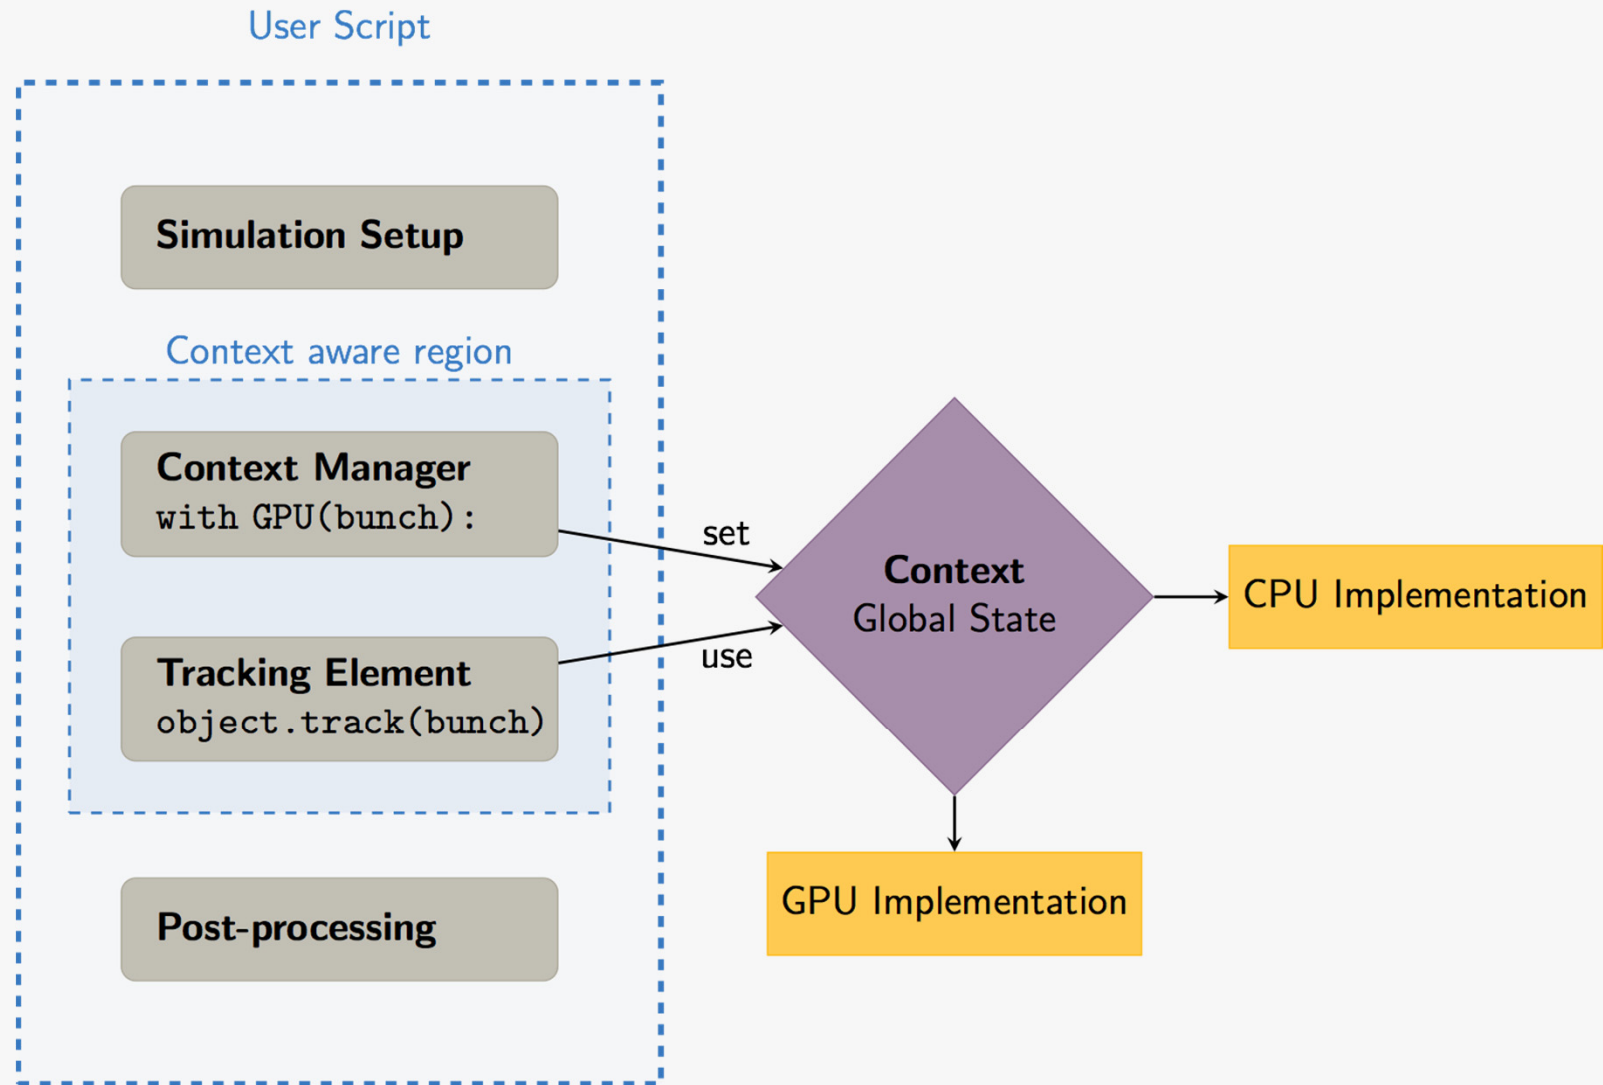 User Script
Simulation Setup
Context aware region
Context Manager
with GPU(bunch):
Tracking Element
object.track(bunch)
Post-processing
set
use
Context
Global State
CPU Implementation
GPU Implementation